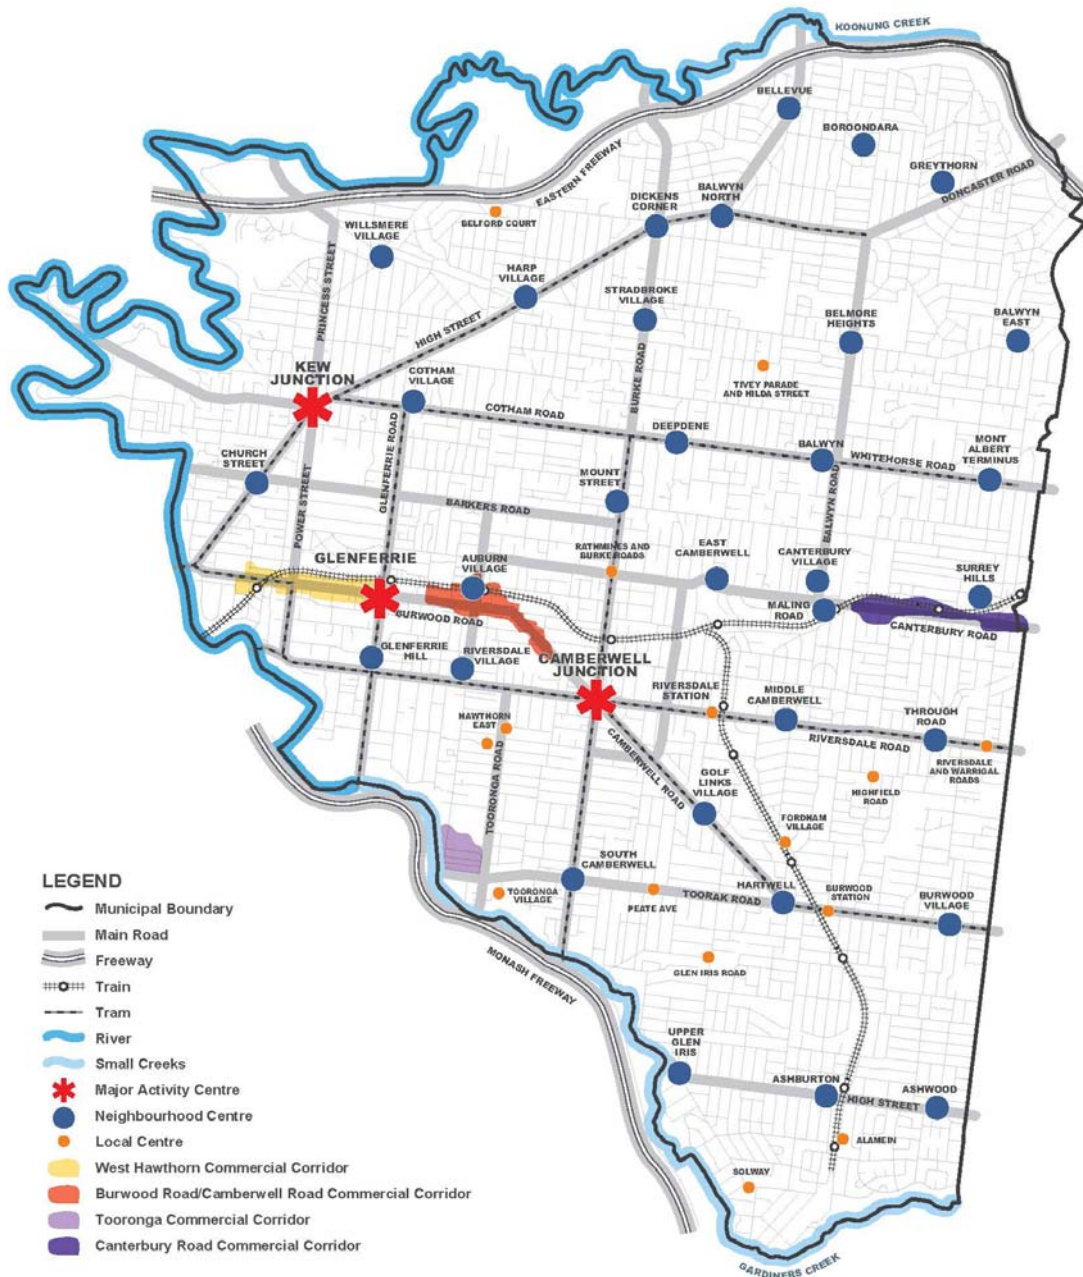 KOONUNG CREEK
BELLEVUE
BOROONDARA
GREYTHORN
DONCASTER ROAD
EASTERN FREEWAY
DICKENS
CORNER
BALWYN
NORTH
WILLSMERE
VILLAGE
BELFORD COURT
PRINCESS STREET
HARP
VILLAGE
HIGH STREET
STRADBROKE
VILLAGE
BELMORE
HEIGHTS
BALWYN
EAST
KEW
JUNCTION
COTHAM
VILLAGE
BURKE ROAD
TIVEY PARADE
AND HILDA STREET
COTHAM ROAD
DEEPDENE
BALWYN
WHITEHORSE ROAD
MONT
ALBERT
TERMINUS
CHURCH
STREET
GLENFERRIE ROAD
POWER STREET
MOUNT
STREET
BARKERS ROAD
BALWYN ROAD
RATHMINES AND
BURKE ROADS
EAST
CAMBERWELL
CANTERBURY
VILLAGE
SURREY
HILLS
GLENFERRIE
AUBURN
VILLAGE
MALING
ROAD
CANTERBURY ROAD
BURWOOD ROAD
GLENFERRIE
HILL
RIVERSDALE
VILLAGE
CAMBERWELL
JUNCTION
RIVERSDALE
STATION
MIDDLE
CAMBERWELL
THROUGH
ROAD
RIVERSDALE ROAD
HAWTHORN
EAST
TOORONGA ROAD
CAMBERWELL ROAD
GOLF
LINKS
VILLAGE
HIGHFIELD
ROAD
RIVERSDALE
AND WARRIGAL
ROADS
FORDHAM
VILLAGE
SOUTH
CAMBERWELL
TOORONGA
VILLAGE
PEATE AVE
TOORAK ROAD
HARTWELL
BURWOOD
STATION
BURWOOD
VILLAGE
GLEN IRIS ROAD
MONASH FREEWAY
UPPER
GLEN
IRIS
ASHBURTON
HIGH STREET
ASHWOOD
ALAMEIN
SOLWAY
GARDINERS CREEK
LEGEND
Municipal Boundary
Main Road
Freeway
Train
Tram
River
Small Creeks
Major Activity Centre
Neighbourhood Centre
Local Centre
West Hawthorn Commercial Corridor
Burwood Road/Camberwell Road Commercial Corridor
Tooronga Commercial Corridor
Canterbury Road Commercial Corridor